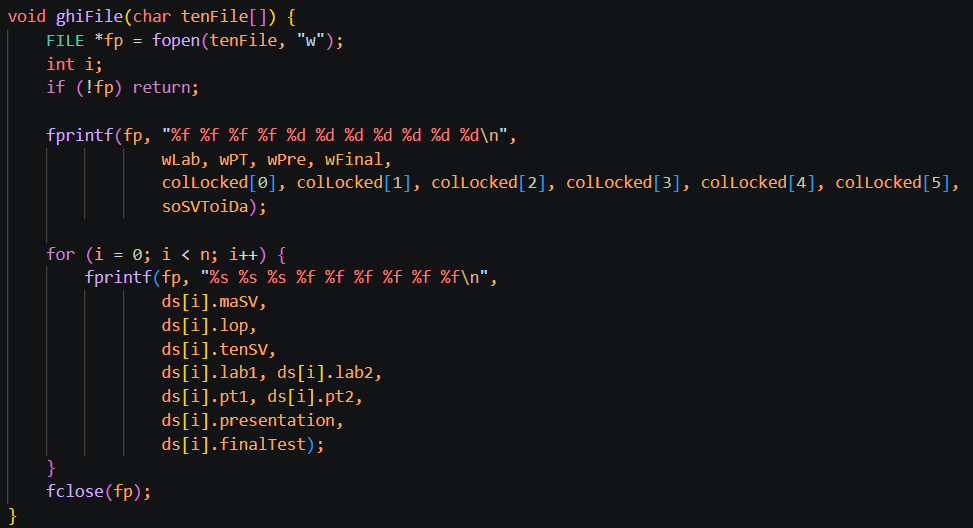 void ghiFile(char tenFile[]) {
    FILE *fp = fopen(tenFile, "w");
    int i;
    if (!fp) return;

    fprintf(fp, "%f %f %f %f %d %d %d %d %d %d %d\n",
            wLab, wPT, wPre, wFinal,
            colLocked[0], colLocked[1], colLocked[2], colLocked[3], colLocked[4], colLocked[5],
            soSVToiDa);

    for (i = 0; i < n; i++) {
        fprintf(fp, "%s %s %s %f %f %f %f %f %f\n",
                ds[i].maSV,
                ds[i].lop,
                ds[i].tenSV,
                ds[i].lab1, ds[i].lab2,
                ds[i].pt1, ds[i].pt2,
                ds[i].presentation,
                ds[i].finalTest);
    }
    fclose(fp);
}